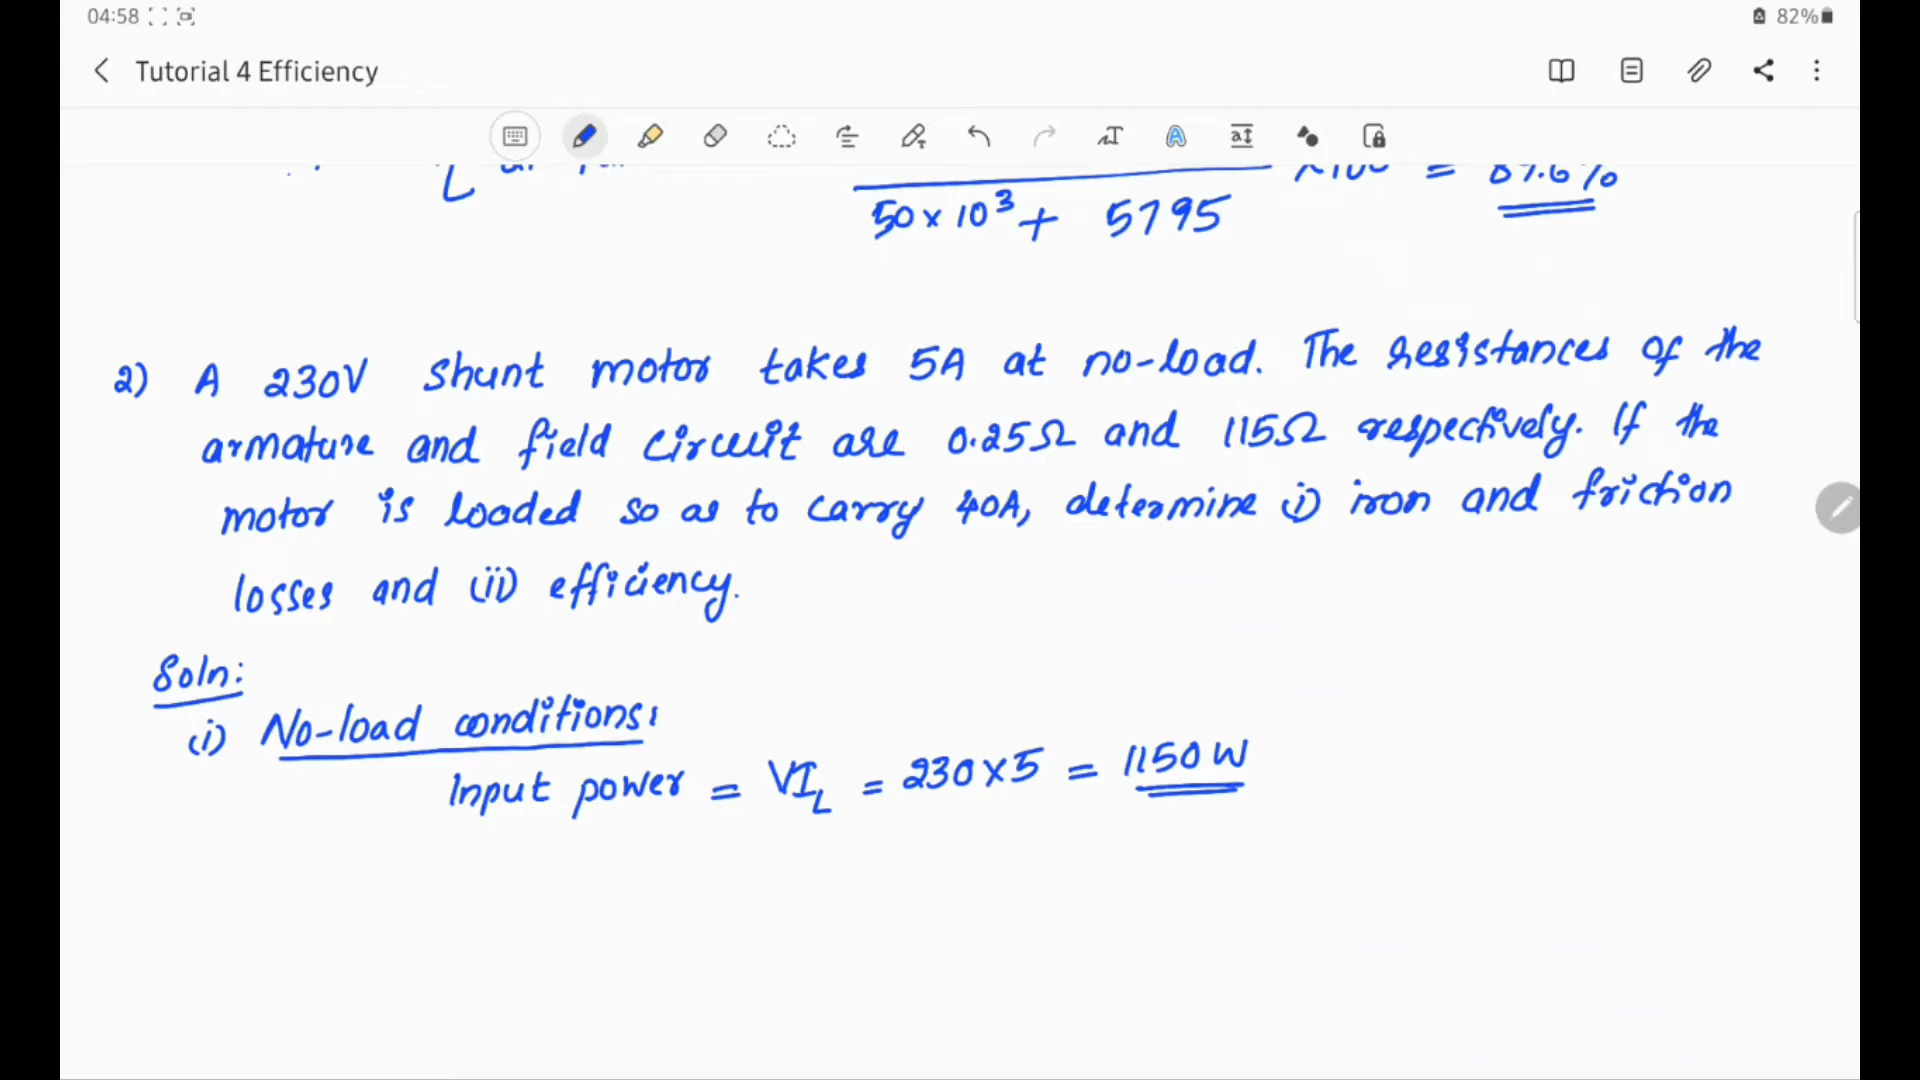 04:58
82%
Tutorial 4 Efficiency
L
50 × 10³ + 5795
2) A 230V shunt motor takes 5A at no-load. The resistances of the
armature and field circuit are 0.25Ω and 115Ω respectively. If the
motor is loaded so as to carry 40A, determine (i) iron and friction
losses and (ii) efficiency.
Soln:
(i) No-load conditions:
Input power = VI_L = 230×5 = 1150 W